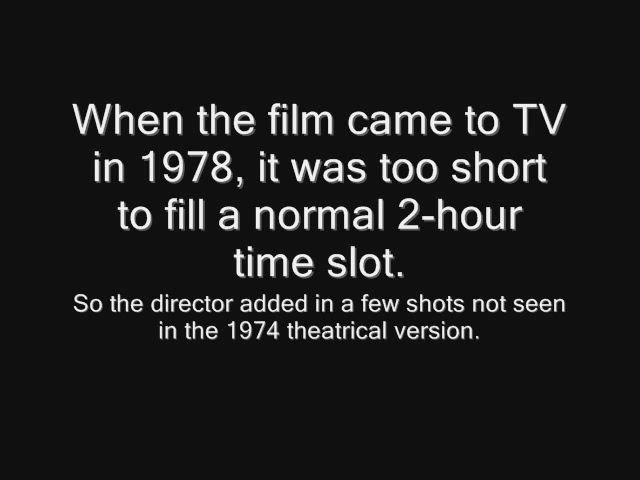 When the film came to TV
in 1978, it was too short
to fill a normal 2-hour
time slot.
So the director added in a few shots not seen
in the 1974 theatrical version.